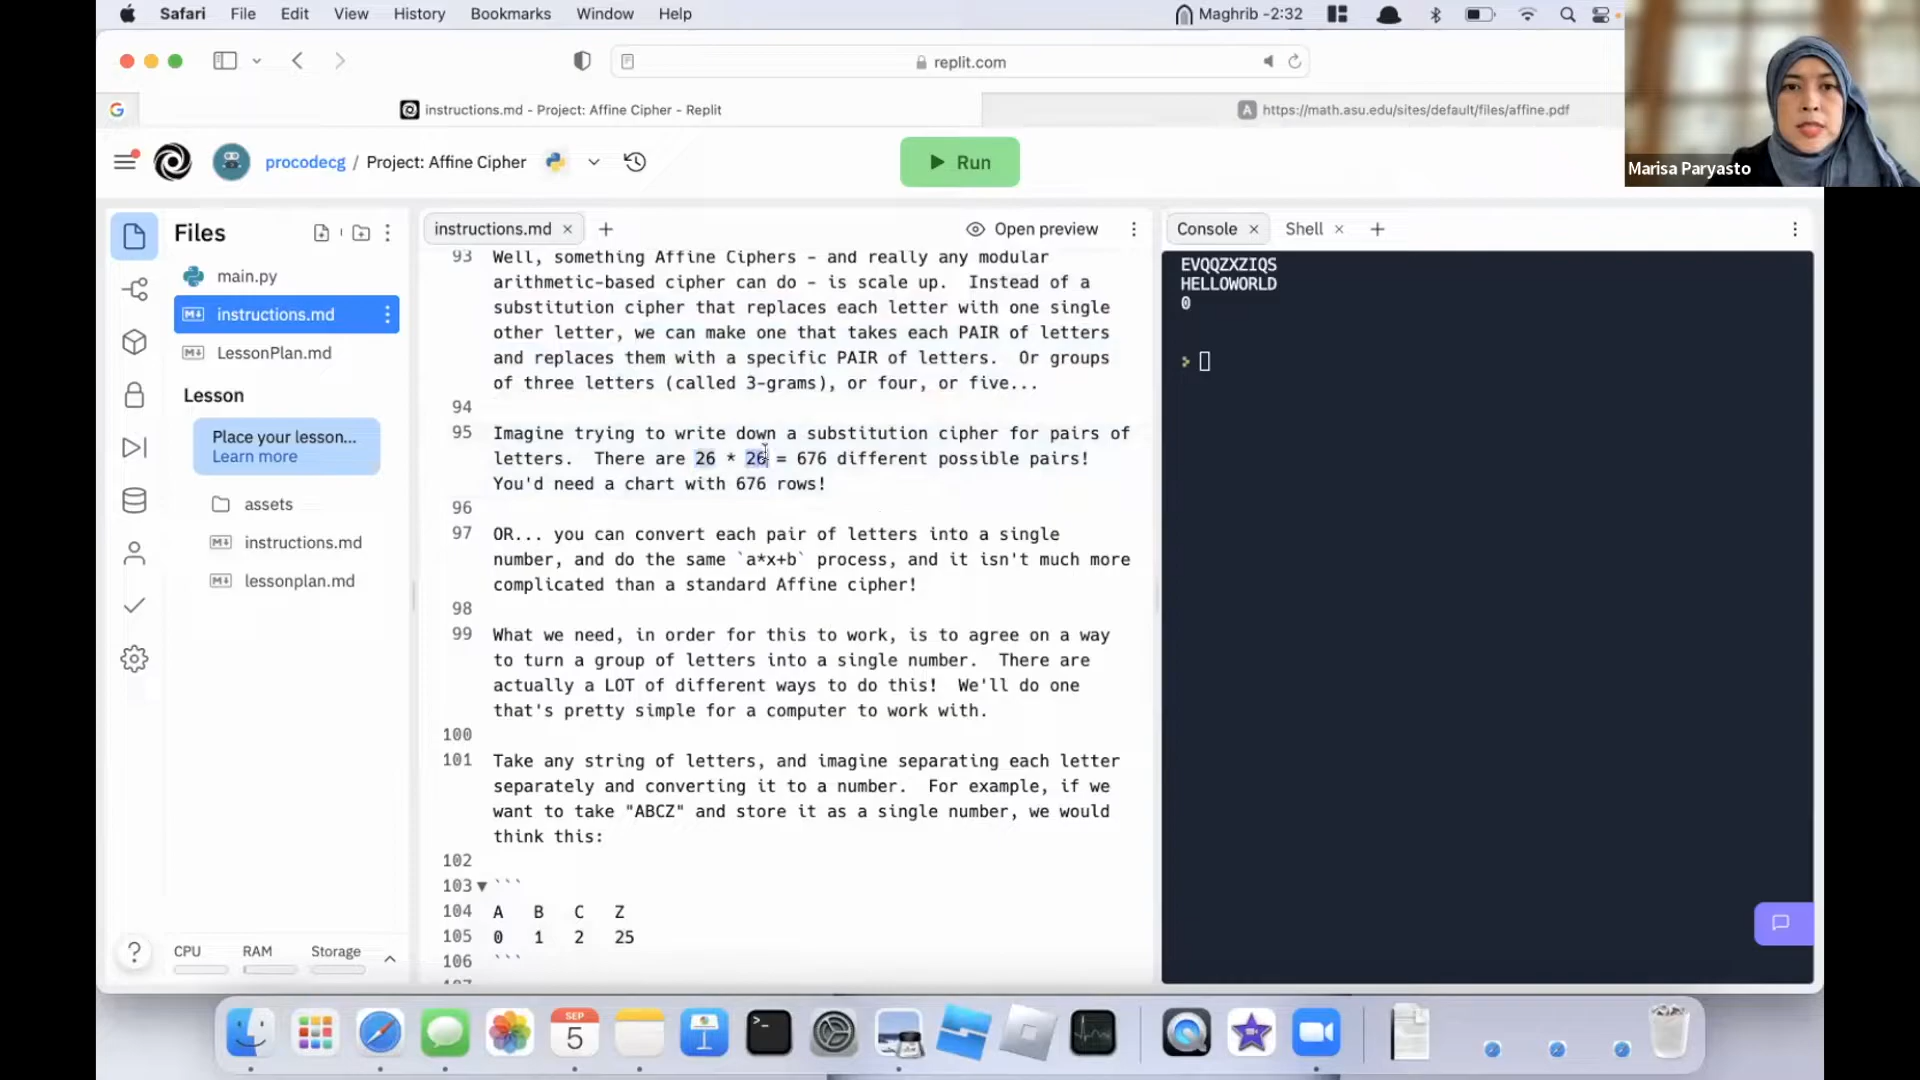 Safari File Edit View History Bookmarks Window Help Maghrib -2:32
replit.com
instructions.md - Project: Affine Cipher - Replit
https://math.asu.edu/sites/default/files/affine.pdf
procodecg / Project: Affine Cipher
Run
Marisa Paryasto
Files
main.py
instructions.md
LessonPlan.md
Lesson
Place your lesson...
Learn more
assets
instructions.md
lessonplan.md
CPU RAM Storage
instructions.md
Open preview
93 Well, something Affine Ciphers - and really any modular
arithmetic-based cipher can do - is scale up. Instead of a
substitution cipher that replaces each letter with one single
other letter, we can make one that takes each PAIR of letters
and replaces them with a specific PAIR of letters. Or groups
of three letters (called 3-grams), or four, or five...
94
95 Imagine trying to write down a substitution cipher for pairs of
letters. There are 26 * 26 = 676 different possible pairs!
You'd need a chart with 676 rows!
96
97 OR... you can convert each pair of letters into a single
number, and do the same `a*x+b` process, and it isn't much more
complicated than a standard Affine cipher!
98
99 What we need, in order for this to work, is to agree on a way
to turn a group of letters into a single number. There are
actually a LOT of different ways to do this! We'll do one
that's pretty simple for a computer to work with.
100
101 Take any string of letters, and imagine separating each letter
separately and converting it to a number. For example, if we
want to take "ABCZ" and store it as a single number, we would
think this:
102
103 ```
104 A B C Z
105 0 1 2 25
106 ```
Console Shell
EVQQZXZIQS
HELLOWORLD
0
SEP
5